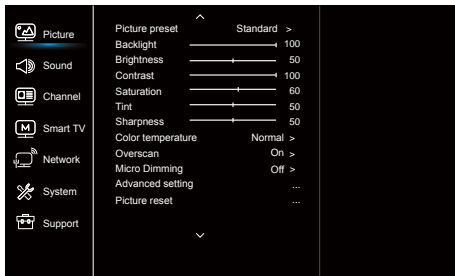 Picture
Sound
Channel
M
Smart TV
Network
System
Support
Picture preset Standard >
Backlight 100
Brightness 50
Contrast 100
Saturation 60
Tint 50
Sharpness 50
Color temperature Normal >
Overscan On >
Micro Dimming Off >
Advanced setting ...
Picture reset ...